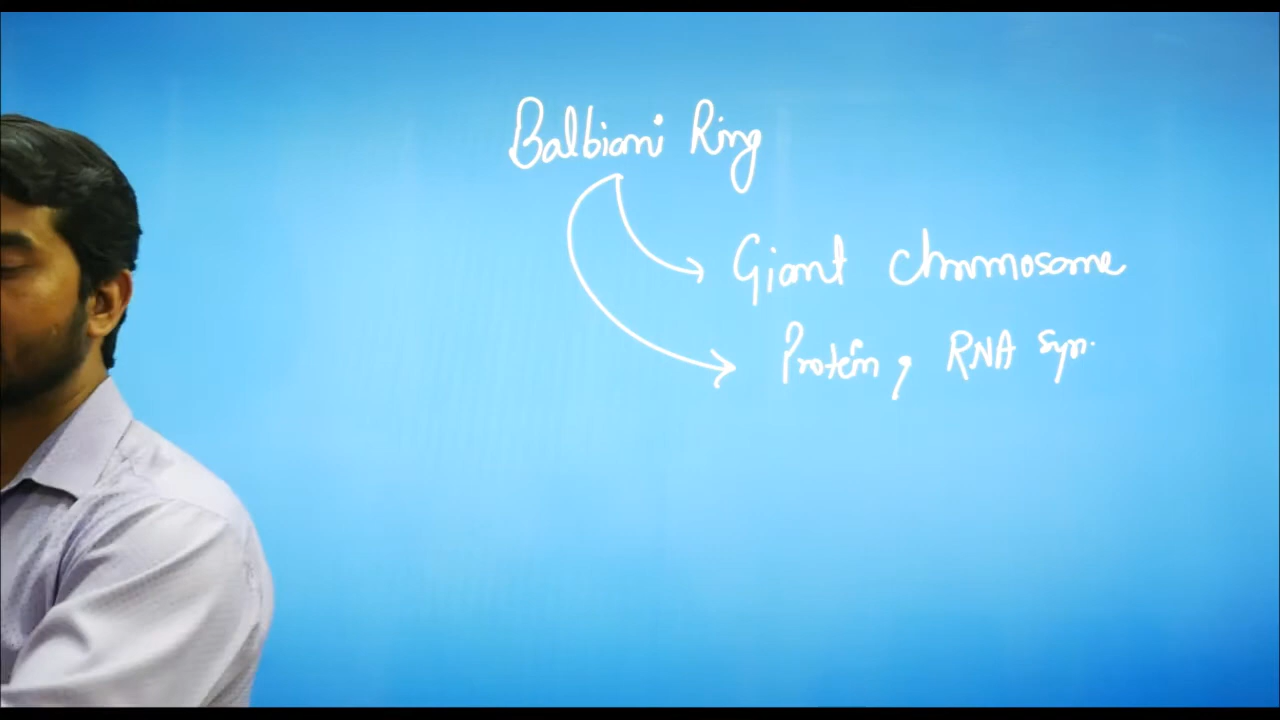 Balbiani Ring
Giant chromosome
Protein, RNA syn.